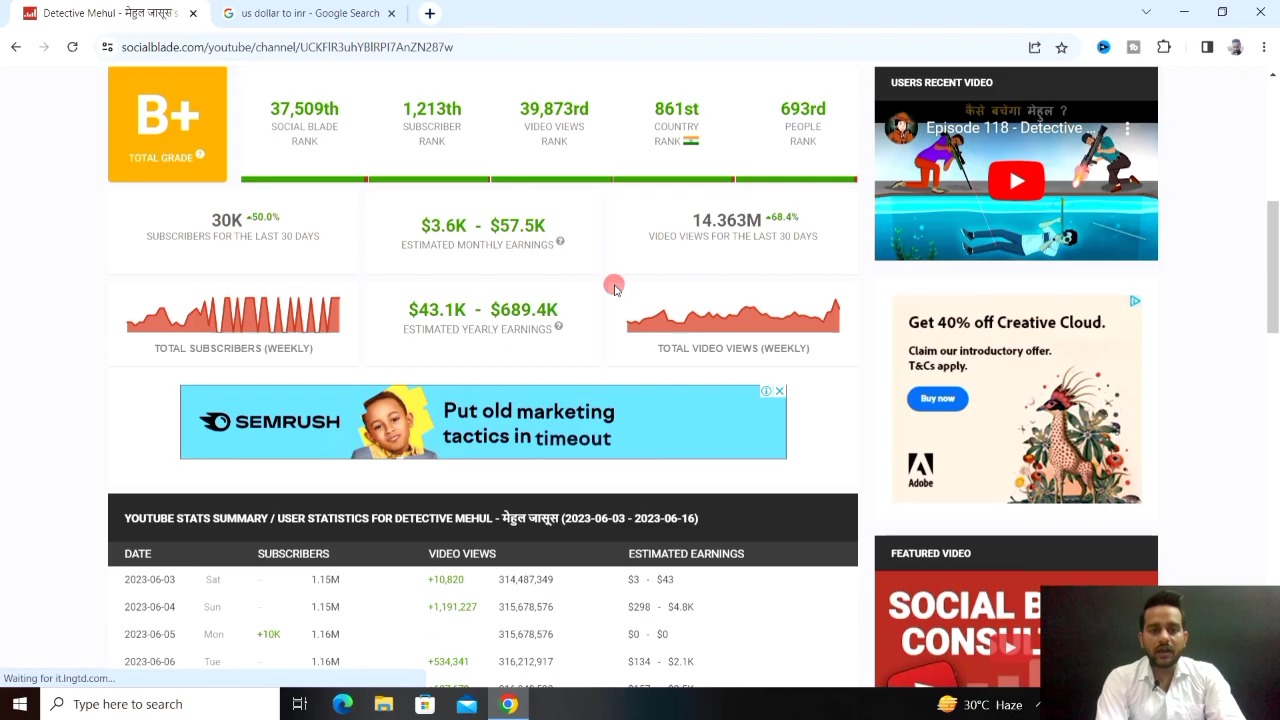 Detective Mehul - मेहुल जासूस's
Subscribe - Google Search
socialblade.com/youtube/channel/UCKFlR3uhYBlRPI7AnZN287w
B+
TOTAL GRADE
37,509th
SOCIAL BLADE
RANK
1,213th
SUBSCRIBER
RANK
39,873rd
VIDEO VIEWS
RANK
861st
COUNTRY
RANK
693rd
PEOPLE
RANK
30K 50.0%
SUBSCRIBERS FOR THE LAST 30 DAYS
$3.6K - $57.5K
ESTIMATED MONTHLY EARNINGS
14.363M 68.4%
VIDEO VIEWS FOR THE LAST 30 DAYS
TOTAL SUBSCRIBERS (WEEKLY)
$43.1K - $689.4K
ESTIMATED YEARLY EARNINGS
TOTAL VIDEO VIEWS (WEEKLY)
SEMRUSH
Put old marketing
tactics in timeout
YOUTUBE STATS SUMMARY / USER STATISTICS FOR DETECTIVE MEHUL - मेहुल जासूस (2023-06-03 - 2023-06-16)
DATE SUBSCRIBERS VIDEO VIEWS ESTIMATED EARNINGS
2023-06-03 Sat -- 1.15M +10,820 314,487,349 $3 - $43
2023-06-04 Sun -- 1.15M +1,191,227 315,678,576 $298 - $4.8K
2023-06-05 Mon +10K 1.16M -- 315,678,576 $0 - $0
2023-06-06 Tue -- 1.16M +534,341 316,212,917 $134 - $2.1K
USERS RECENT VIDEO
कैसे बचेगा मेहुल ?
Episode 118 - Detective ...
Get 40% off Creative Cloud.
Claim our introductory offer.
T&Cs apply.
Buy now
Adobe
FEATURED VIDEO
SOCIAL B
CONSUL
Waiting for it.lngtd.com...
Type here to search
30°C Haze